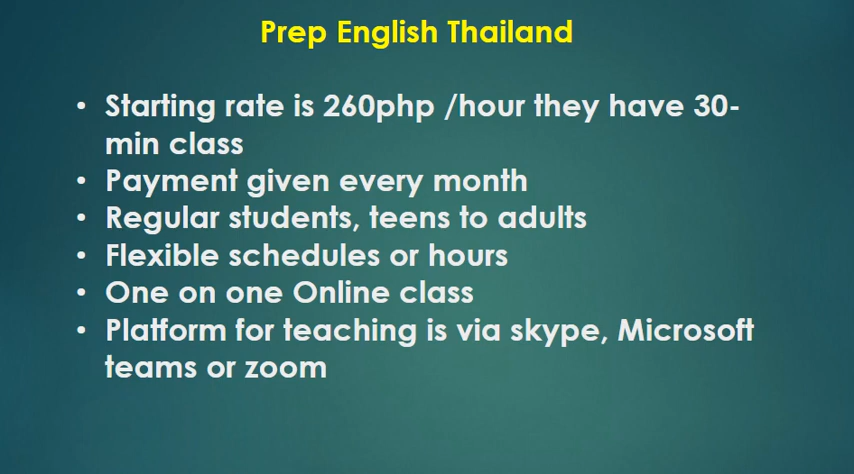 Prep English Thailand
• Starting rate is 260php /hour they have 30-
min class
• Payment given every month
• Regular students, teens to adults
• Flexible schedules or hours
• One on one Online class
• Platform for teaching is via skype, Microsoft
teams or zoom